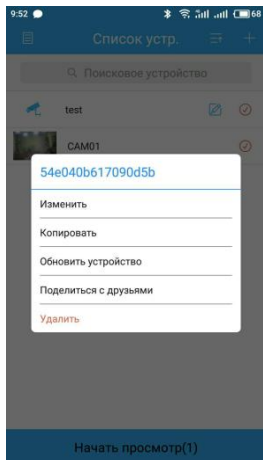 9:52 68
Список устр.
Поисковое устройство
test
CAM01
54e040b617090d5b
Изменить
Копировать
Обновить устройство
Поделиться с друзьями
Удалить
Начать просмотр(1)